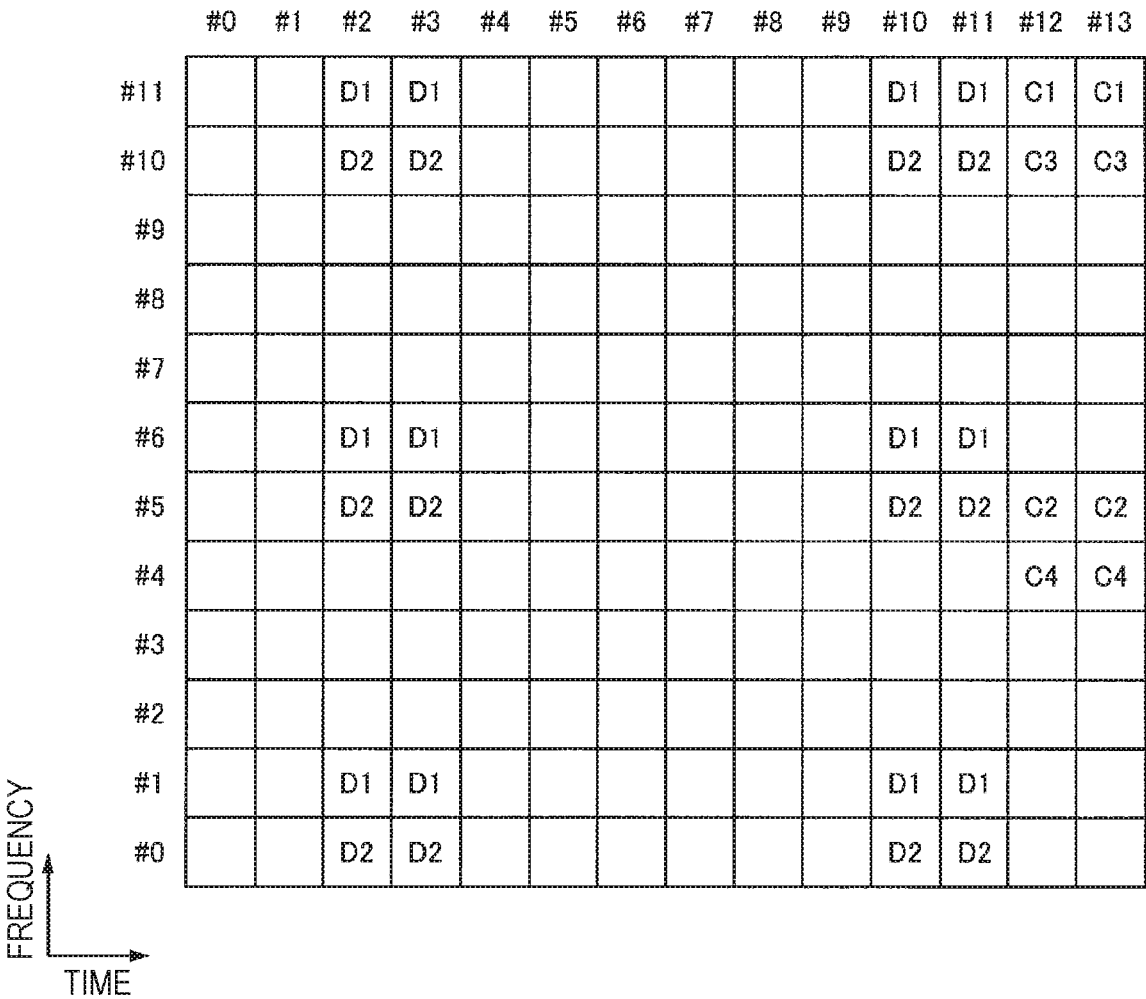 #0 #1 #2 #3 #4 #5 #6 #7 #8 #9 #10 #11 #12 #13
#11 D1 D1 D1 D1 C1 C1
#10 D2 D2 D2 D2 C3 C3
#9
#8
#7
#6 D1 D1 D1 D1
#5 D2 D2 D2 D2 C2 C2
#4 C4 C4
#3
#2
#1 D1 D1 D1 D1
#0 D2 D2 D2 D2
FREQUENCY
TIME